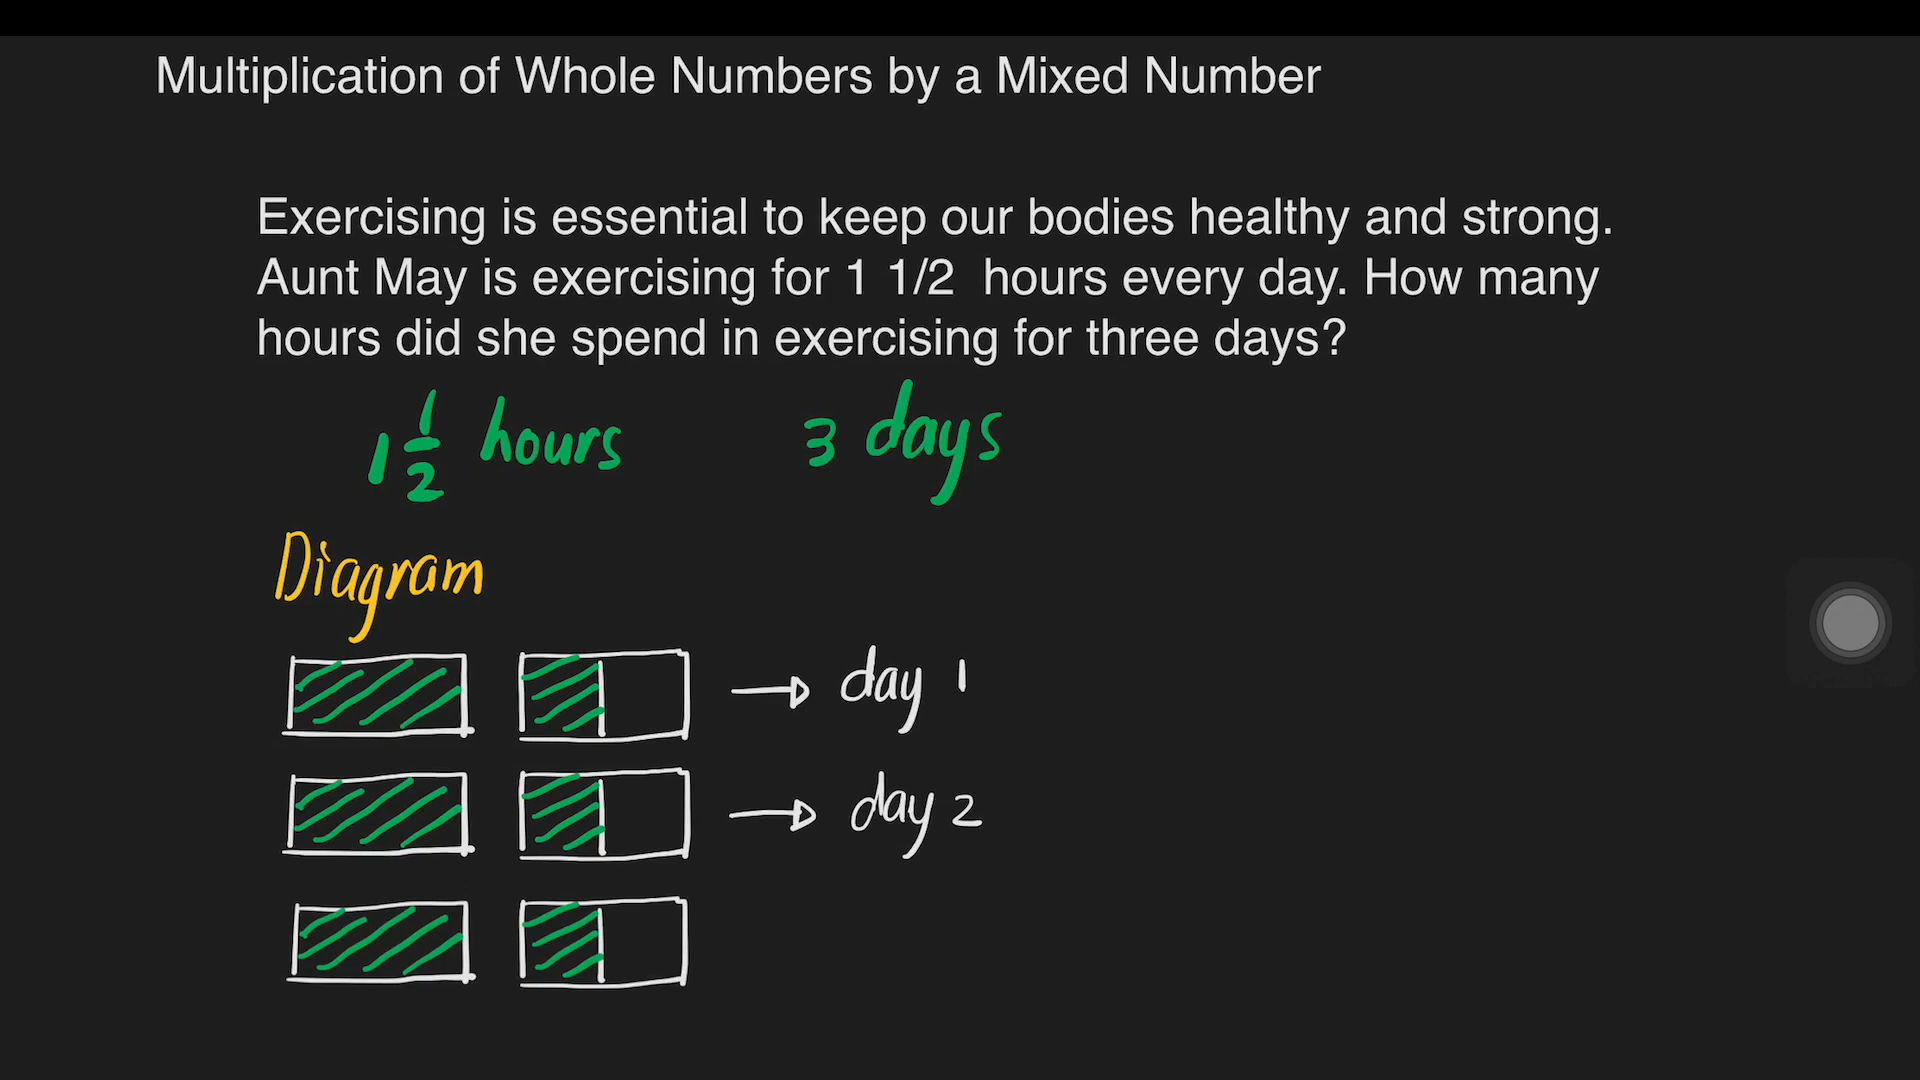 Multiplication of Whole Numbers by a Mixed Number
Exercising is essential to keep our bodies healthy and strong.
Aunt May is exercising for 1 1/2 hours every day. How many
hours did she spend in exercising for three days?
1 1/2 hours 3 days
Diagram
day 1
day 2